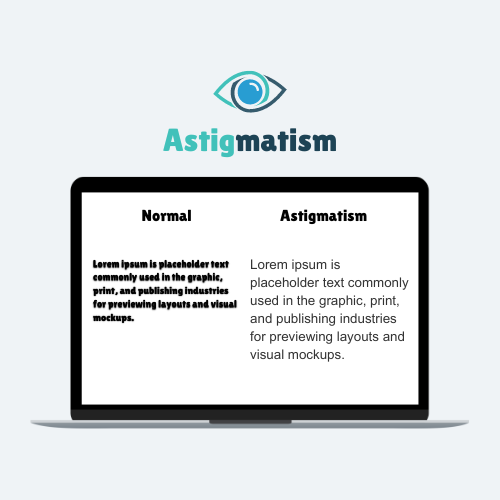 Astigmatism
Normal
Astigmatism
Lorem ipsum is placeholder text
commonly used in the graphic,
print, and publishing industries
for previewing layouts and visual
mockups.
Lorem ipsum is
placeholder text commonly
used in the graphic, print,
and publishing industries
for previewing layouts and
visual mockups.